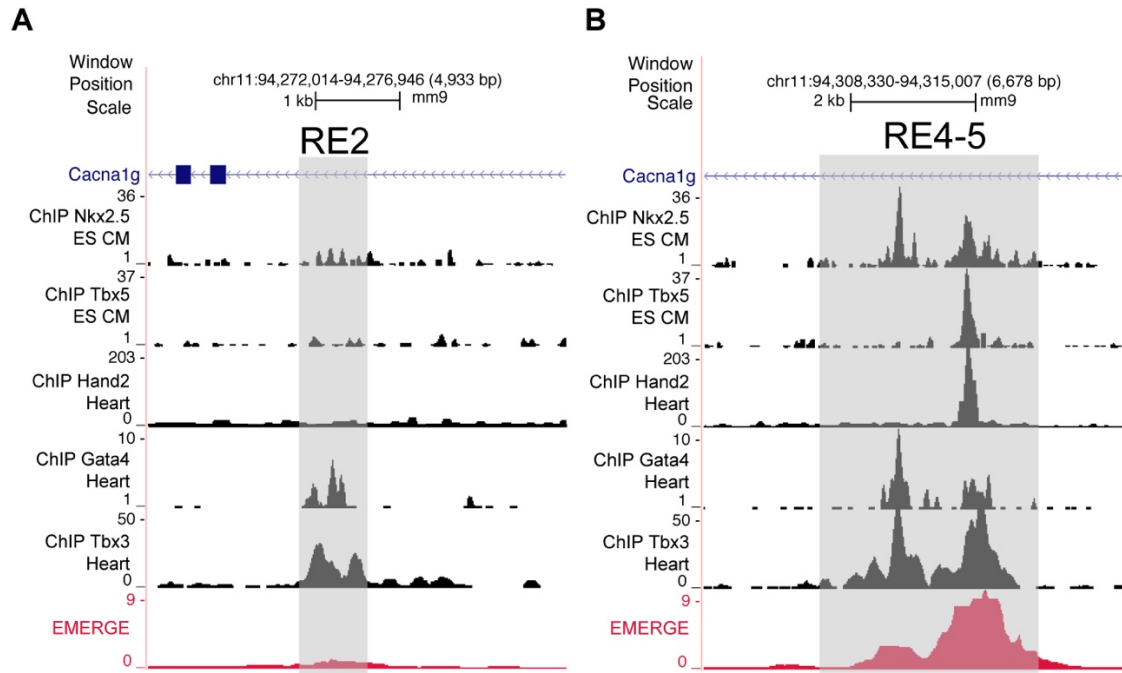 A
Window
Position
Scale
chr11:94,272,014-94,276,946 (4,933 bp)
1 kb
mm9
RE2
Cacna1g
36 -
ChIP Nkx2.5
ES CM
1
37 -
ChIP Tbx5
ES CM
1
203 -
ChIP Hand2
Heart
0
10 -
ChIP Gata4
Heart
1
50 -
ChIP Tbx3
Heart
0
9 -
EMERGE
0
B
Window
Position
Scale
chr11:94,308,330-94,315,007 (6,678 bp)
2 kb
mm9
RE4-5
Cacna1g
36 -
ChIP Nkx2.5
ES CM
1
37 -
ChIP Tbx5
ES CM
1
203 -
ChIP Hand2
Heart
0
10 -
ChIP Gata4
Heart
1
50 -
ChIP Tbx3
Heart
0
9 -
EMERGE
0